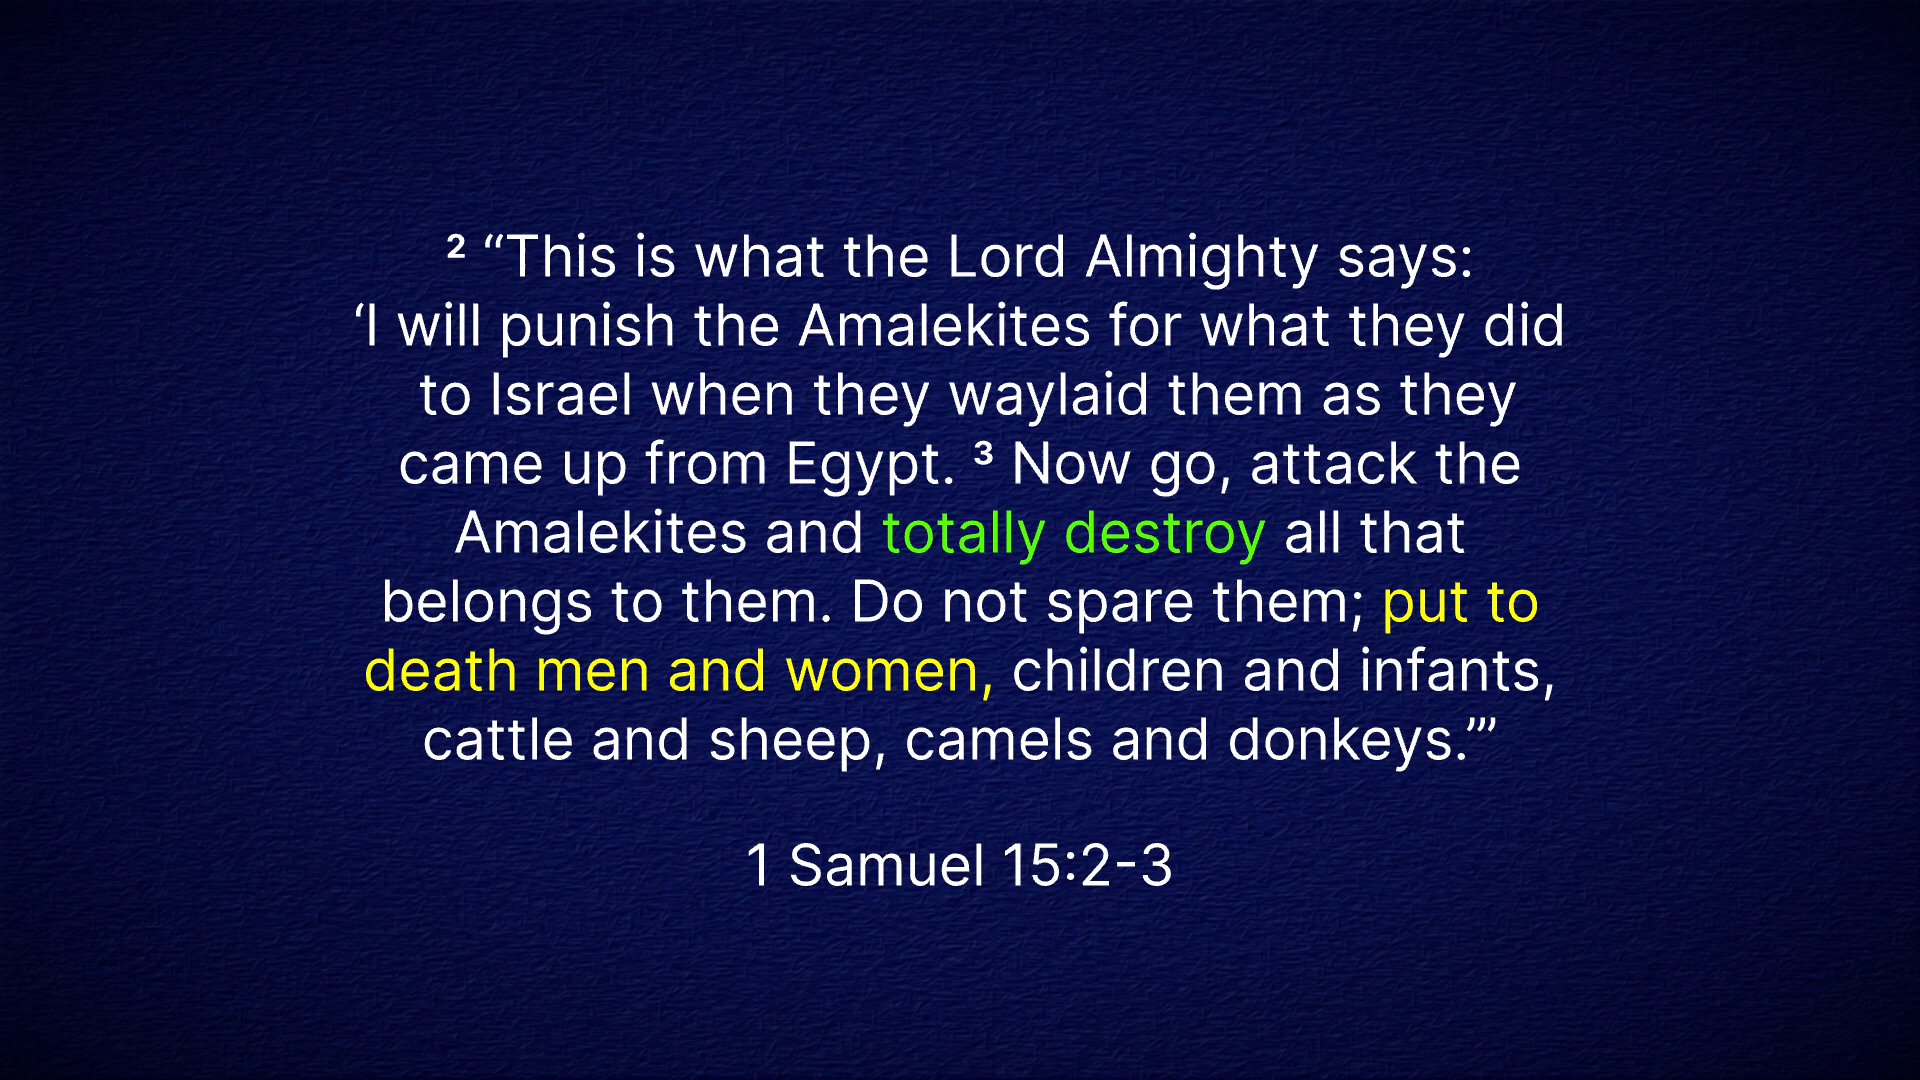 ² “This is what the Lord Almighty says:
‘I will punish the Amalekites for what they did
to Israel when they waylaid them as they
came up from Egypt. ³ Now go, attack the
Amalekites and totally destroy all that
belongs to them. Do not spare them; put to
death men and women, children and infants,
cattle and sheep, camels and donkeys.’”
1 Samuel 15:2-3